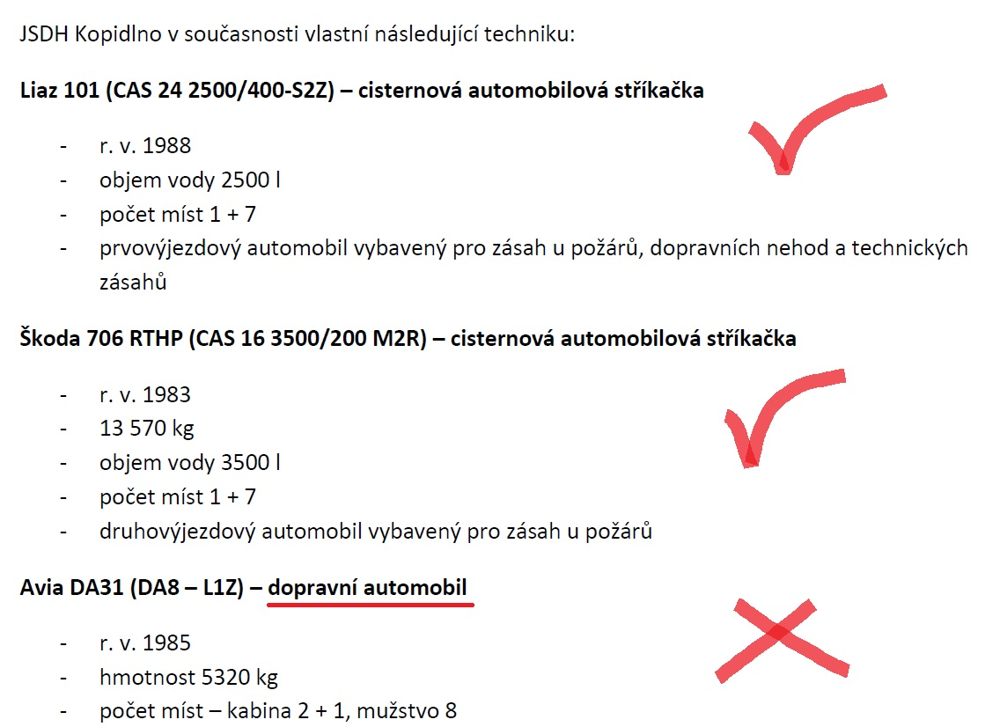 JSDH Kopidlno v současnosti vlastní následující techniku:
Liaz 101 (CAS 24 2500/400-S2Z) – cisternová automobilová stříkačka
- r. v. 1988
- objem vody 2500 l
- počet míst 1 + 7
- prvovýjezdový automobil vybavený pro zásah u požárů, dopravních nehod a technických
zásahů
Škoda 706 RTHP (CAS 16 3500/200 M2R) – cisternová automobilová stříkačka
- r. v. 1983
- 13 570 kg
- objem vody 3500 l
- počet míst 1 + 7
- druhovýjezdový automobil vybavený pro zásah u požárů
Avia DA31 (DA8 – L1Z) – dopravní automobil
- r. v. 1985
- hmotnost 5320 kg
- počet míst – kabina 2 + 1, mužstvo 8